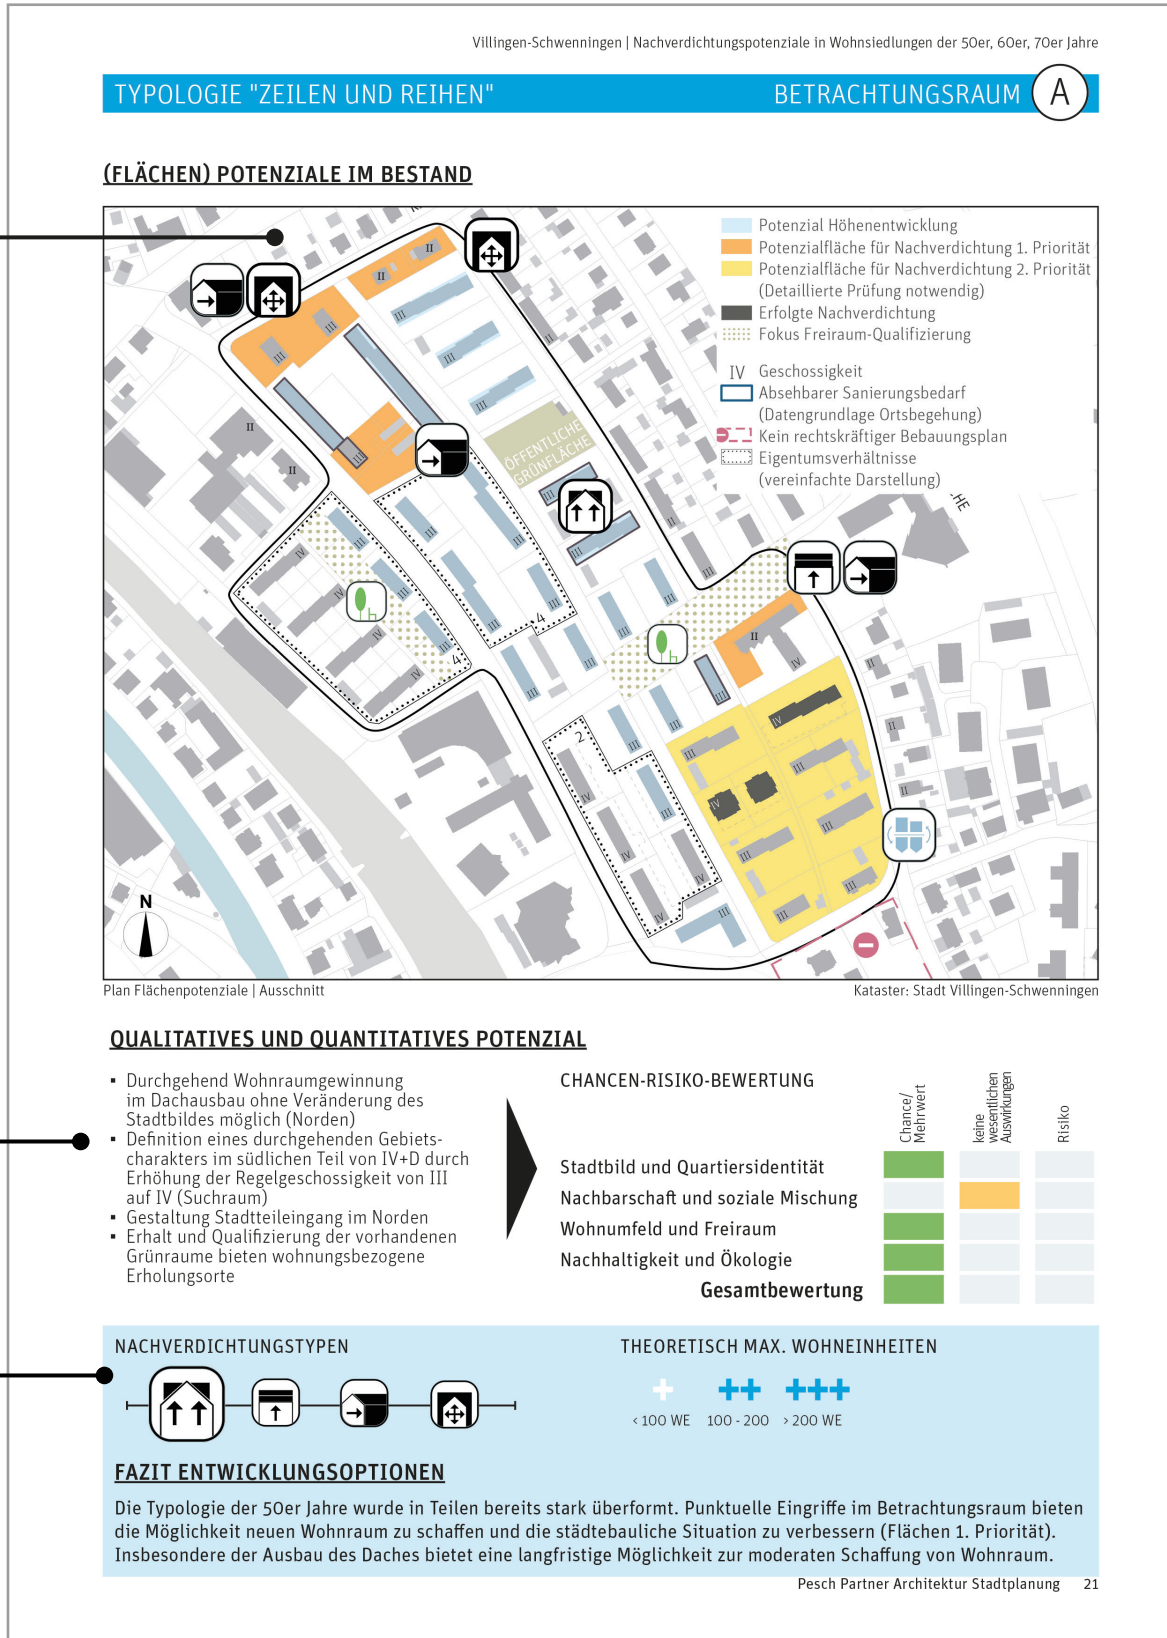 Villingen-Schwenningen | Nachverdichtungspotenziale in Wohnsiedlungen der 50er, 60er, 70er Jahre
TYPOLOGIE "ZEILEN UND REIHEN"
BETRACHTUNGSRAUM A
(FLÄCHEN) POTENZIALE IM BESTAND
Potenzial Höhenentwicklung
Potenzialfläche für Nachverdichtung 1. Priorität
Potenzialfläche für Nachverdichtung 2. Priorität
(Detaillierte Prüfung notwendig)
Erfolgte Nachverdichtung
Fokus Freiraum-Qualifizierung
IV Geschossigkeit
Absehbarer Sanierungsbedarf
(Datengrundlage Ortsbegehung)
Kein rechtskräftiger Bebauungsplan
Eigentumsverhältnisse
(vereinfachte Darstellung)
ÖFFENTLICHE
GRÜNFLÄCHE
4
4
2
N
Plan Flächenpotenziale | Ausschnitt
Kataster: Stadt Villingen-Schwenningen
QUALITATIVES UND QUANTITATIVES POTENZIAL
▪ Durchgehend Wohnraumgewinnung
im Dachausbau ohne Veränderung des
Stadtbildes möglich (Norden)
▪ Definition eines durchgehenden Gebiets-
charakters im südlichen Teil von IV+D durch
Erhöhung der Regelgeschossigkeit von III
auf IV (Suchraum)
▪ Gestaltung Stadtteileingang im Norden
▪ Erhalt und Qualifizierung der vorhandenen
Grünraume bieten wohnungsbezogene
Erholungsorte
CHANCEN-RISIKO-BEWERTUNG
Chance/
Mehrwert
keine
wesentlichen
Auswirkungen
Risiko
Stadtbild und Quartiersidentität
Nachbarschaft und soziale Mischung
Wohnumfeld und Freiraum
Nachhaltigkeit und Ökologie
Gesamtbewertung
NACHVERDICHTUNGSTYPEN
THEORETISCH MAX. WOHNEINHEITEN
+ ++ +++
< 100 WE 100 - 200 > 200 WE
FAZIT ENTWICKLUNGSOPTIONEN
Die Typologie der 50er Jahre wurde in Teilen bereits stark überformt. Punktuelle Eingriffe im Betrachtungsraum bieten
die Möglichkeit neuen Wohnraum zu schaffen und die städtebauliche Situation zu verbessern (Flächen 1. Priorität).
Insbesondere der Ausbau des Daches bietet eine langfristige Möglichkeit zur moderaten Schaffung von Wohnraum.
Pesch Partner Architektur Stadtplanung 21